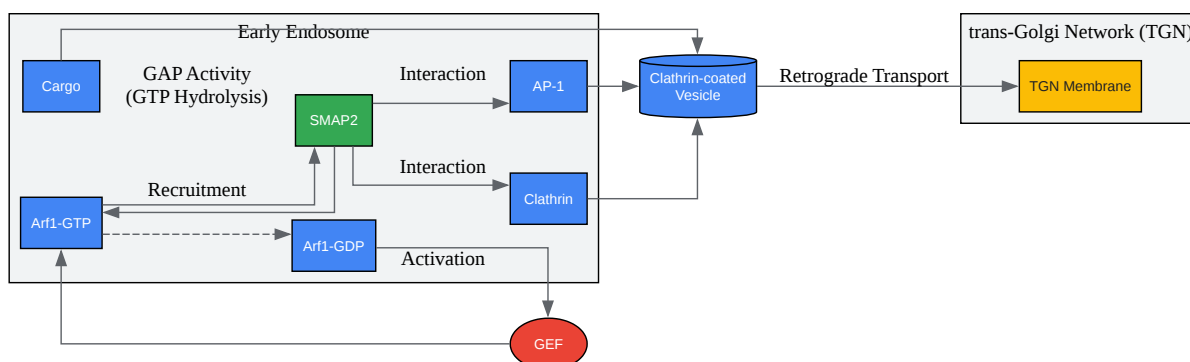 Early Endosome
trans-Golgi Network (TGN)
Cargo
GAP Activity
(GTP Hydrolysis)
Interaction
AP-1
Clathrin-coated
Vesicle
Retrograde Transport
TGN Membrane
SMAP2
Interaction
Recruitment
Clathrin
Arf1-GTP
Arf1-GDP
Activation
GEF